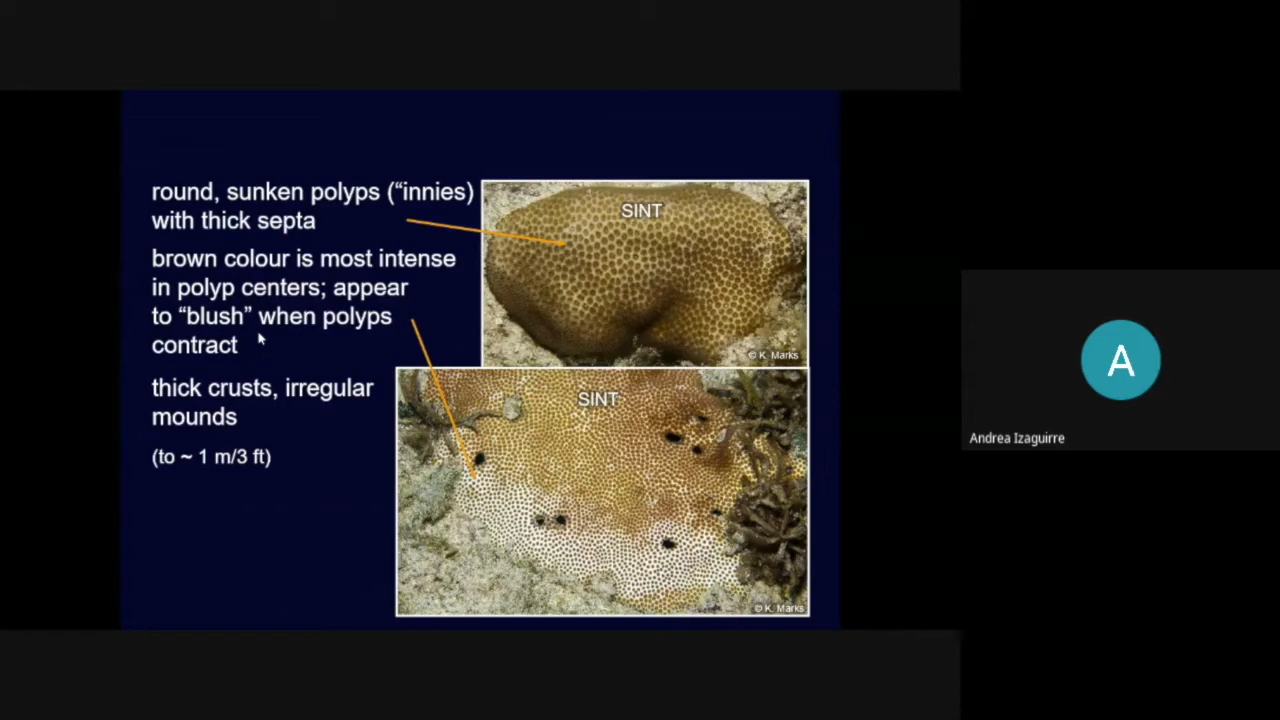 round, sunken polyps (“innies)
with thick septa
brown colour is most intense
in polyp centers; appear
to “blush” when polyps
contract
thick crusts, irregular
mounds
(to ~ 1 m/3 ft)
SINT
© K. Marks
SINT
© K. Marks
A
Andrea Izaguirre